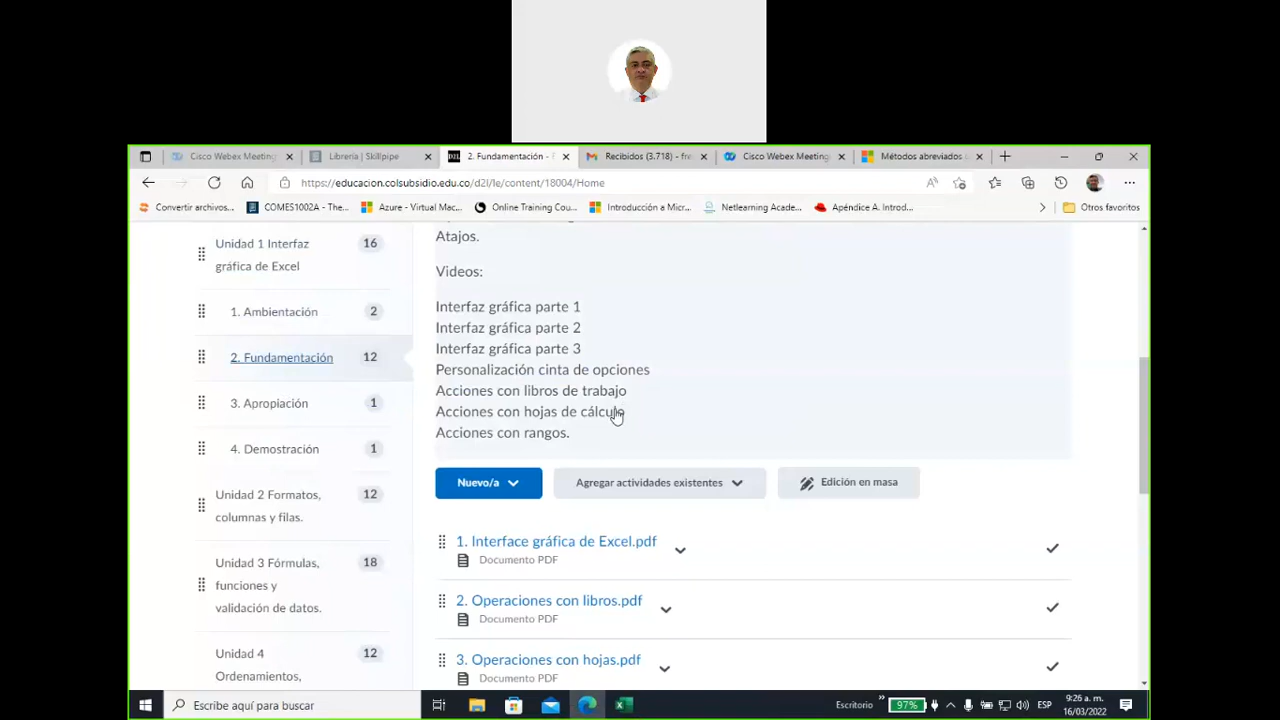 Cisco Webex Meeting
Librería | Skillpipe
2. Fundamentación -
Recibidos (3.718) - fre
Cisco Webex Meeting
Métodos abreviados
https://educacion.colsubsidio.edu.co/d2l/le/content/18004/Home
Convertir archivos...
COMES1002A - The...
Azure - Virtual Mac...
Online Training Cou...
Introducción a Micr...
Netlearning Acade...
Apéndice A. Introd...
Otros favoritos
Unidad 1 Interfaz
gráfica de Excel
16
1. Ambientación
2
2. Fundamentación
12
3. Apropiación
1
4. Demostración
1
Unidad 2 Formatos,
columnas y filas.
12
Unidad 3 Fórmulas,
funciones y
validación de datos.
18
Unidad 4
Ordenamientos,
12
Atajos.
Videos:
Interfaz gráfica parte 1
Interfaz gráfica parte 2
Interfaz gráfica parte 3
Personalización cinta de opciones
Acciones con libros de trabajo
Acciones con hojas de cálculo
Acciones con rangos.
Nuevo/a
Agregar actividades existentes
Edición en masa
1. Interface gráfica de Excel.pdf
Documento PDF
2. Operaciones con libros.pdf
Documento PDF
3. Operaciones con hojas.pdf
Documento PDF
Escribe aquí para buscar
Escritorio
97%
ESP
9:26 a. m.
16/03/2022